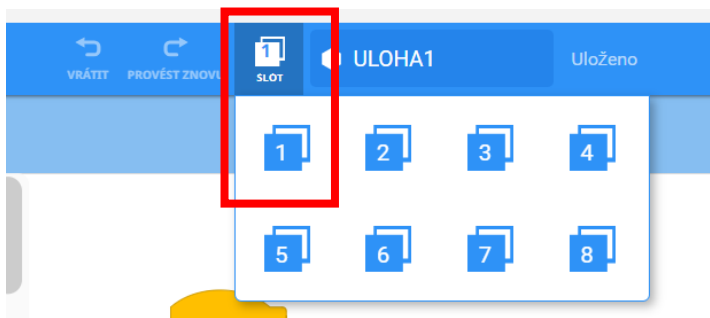 VRÁTIT
PROVÉST ZNOVU
1
SLOT
ULOHA1
Uloženo
1 2 3 4
5 6 7 8